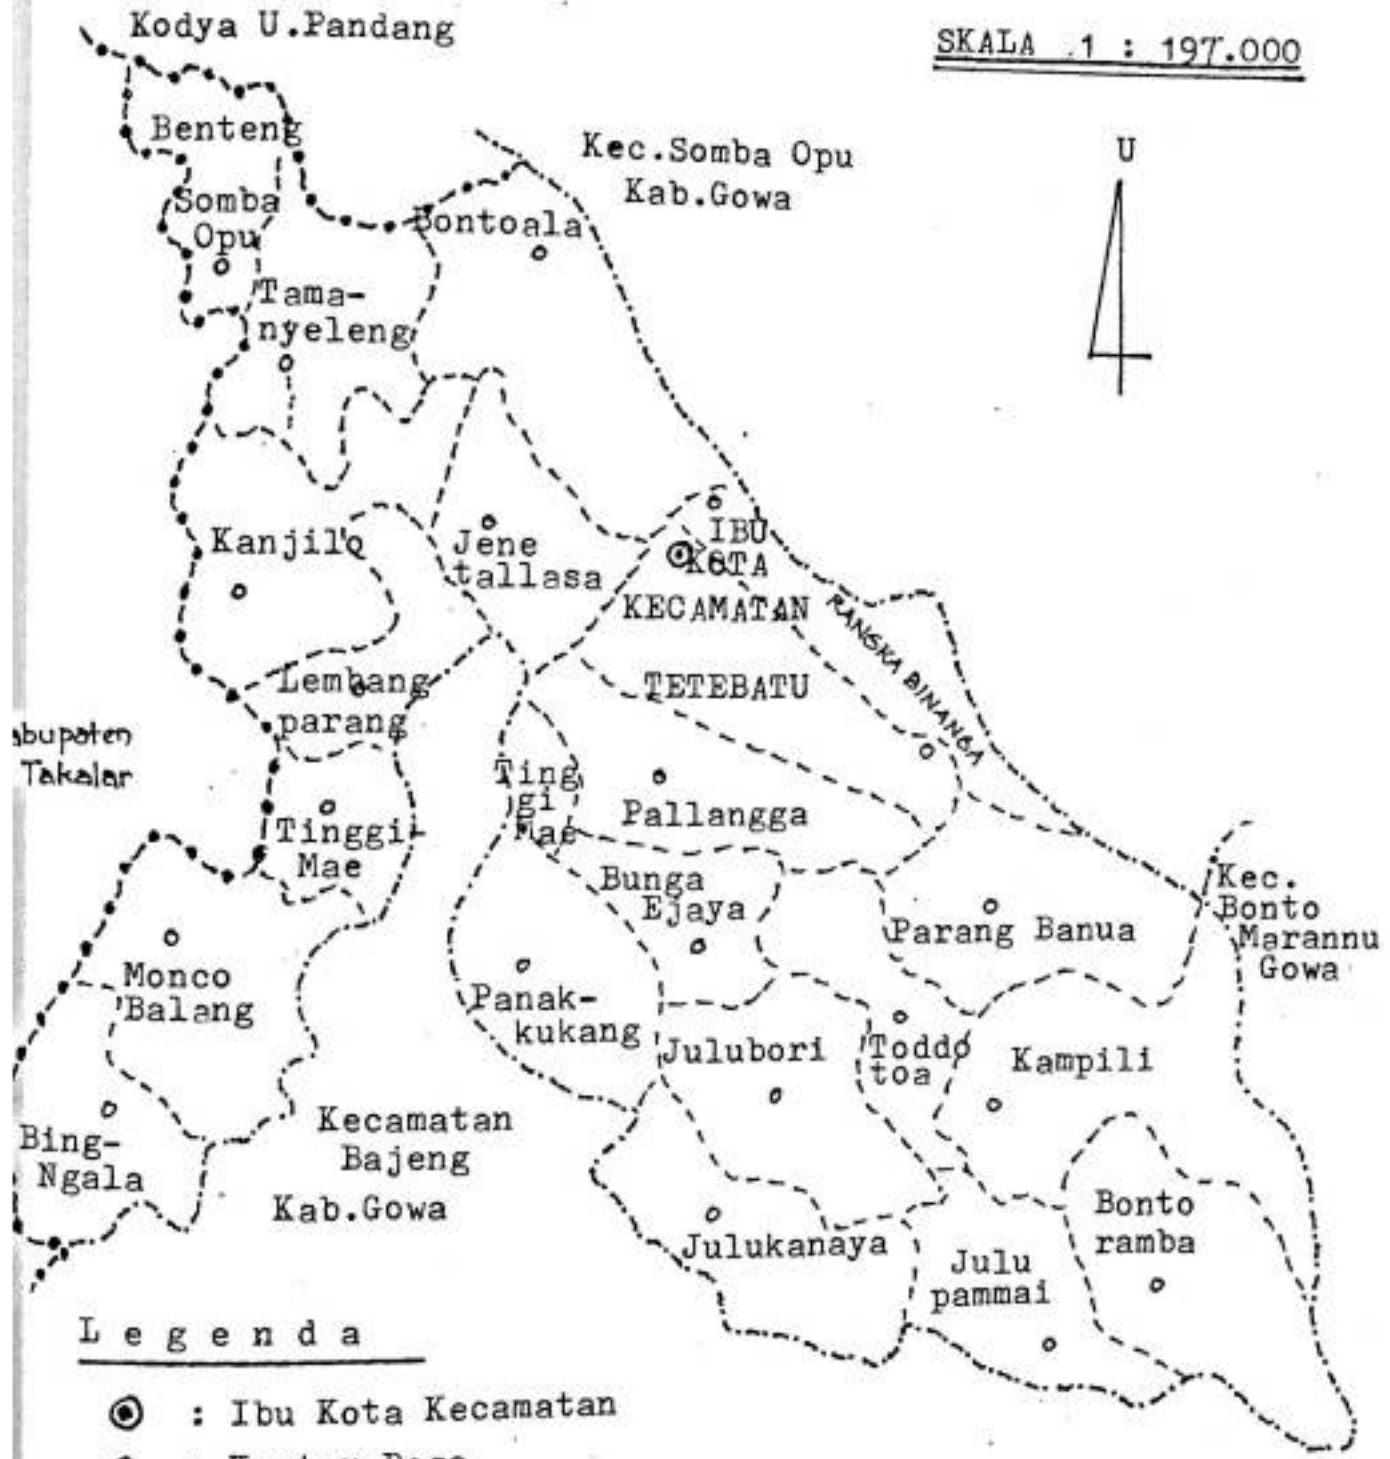 Kodya U.Pandang
SKALA 1 : 197.000
U
Benteng
Somba
Opu
Kec.Somba Opu
Kab.Gowa
Bontoala
Tama-
nyeleng
Kanjilo
Jene
tallasa
IBU
KOTA
KECAMATAN
TETEBATU
RANGKA BINANGA
Lembang
parang
abupaten
Takalar
Ting
gi
Mae
Pallangga
Tinggi-
Mae
Bunga
Ejaya
Parang Banua
Kec.
Bonto
Marannu
Gowa
Monco
Balang
Panak-
kukang
Julubori
Toddo
toa
Kampili
Bing-
Ngala
Kecamatan
Bajeng
Kab.Gowa
Julukanaya
Julu
pammai
Bonto
ramba
Legenda
: Ibu Kota Kecamatan